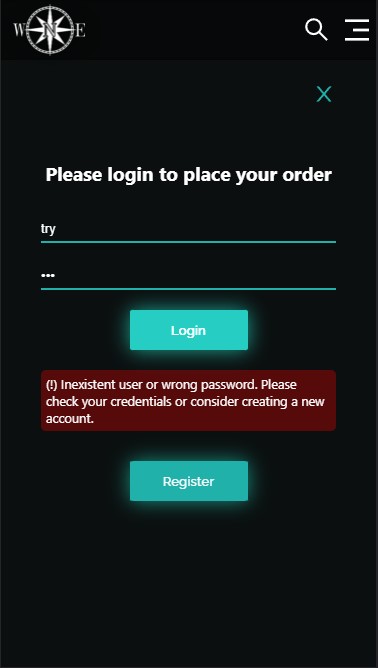 W N E
Please login to place your order
try
•••
Login
(!) Inexistent user or wrong password. Please
check your credentials or consider creating a new
account.
Register